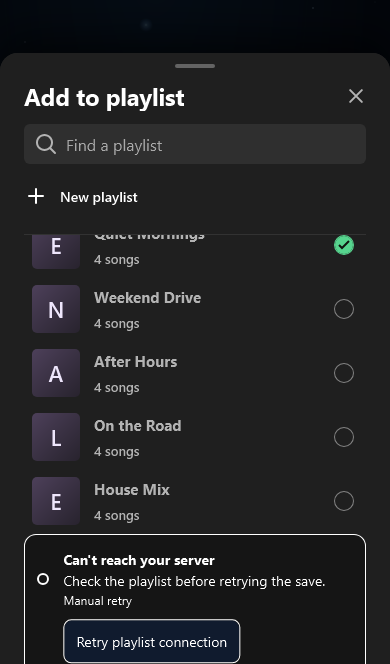 Add to playlist
Find a playlist
New playlist
E
Quiet Mornings
4 songs
N
Weekend Drive
4 songs
A
After Hours
4 songs
L
On the Road
4 songs
E
House Mix
4 songs
Can't reach your server
Check the playlist before retrying the save.
Manual retry
Retry playlist connection